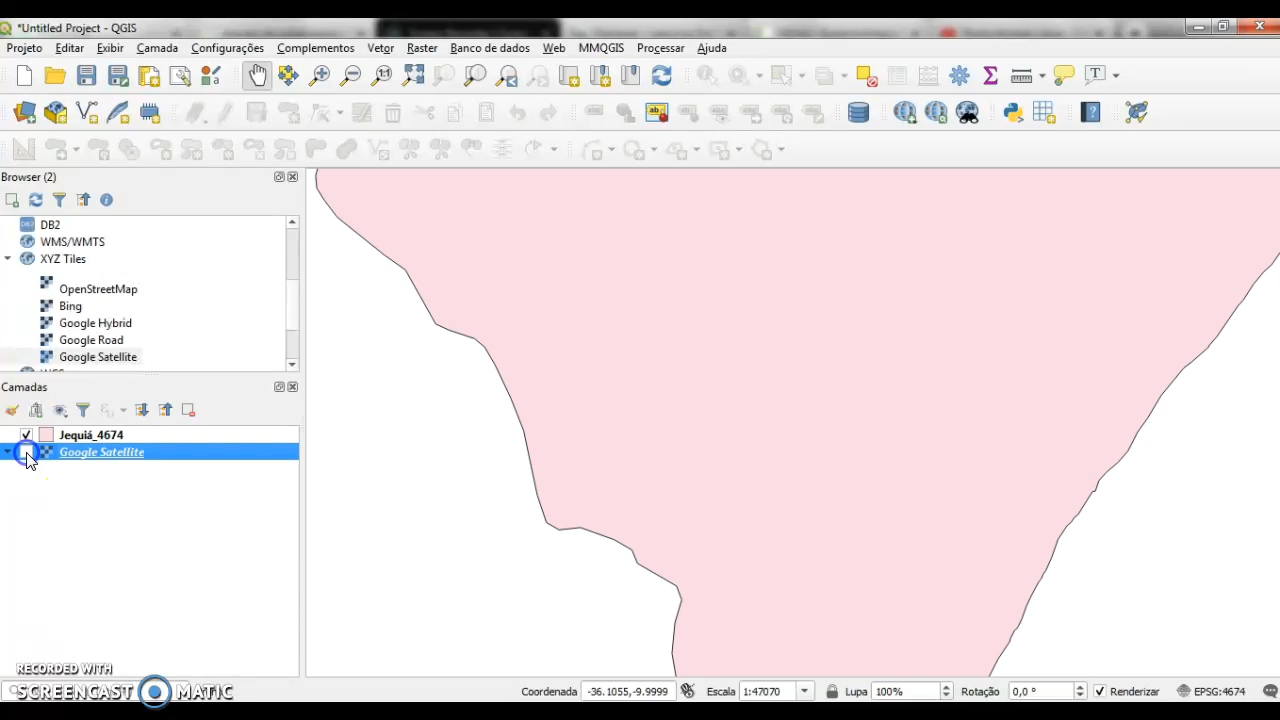 *Untitled Project - QGIS
Projeto Editar Exibir Camada Configurações Complementos Vetor Raster Banco de dados Web MMQGIS Processar Ajuda
Browser (2)
DB2
WMS/WMTS
XYZ Tiles
OpenStreetMap
Bing
Google Hybrid
Google Road
Google Satellite
Camadas
Jequiá_4674
Google Satellite
RECORDED WITH
SCREENCAST MATIC
Coordenada -36.1055,-9.9999 Escala 1:47070 Lupa 100% Rotação 0,0 ° Renderizar EPSG:4674